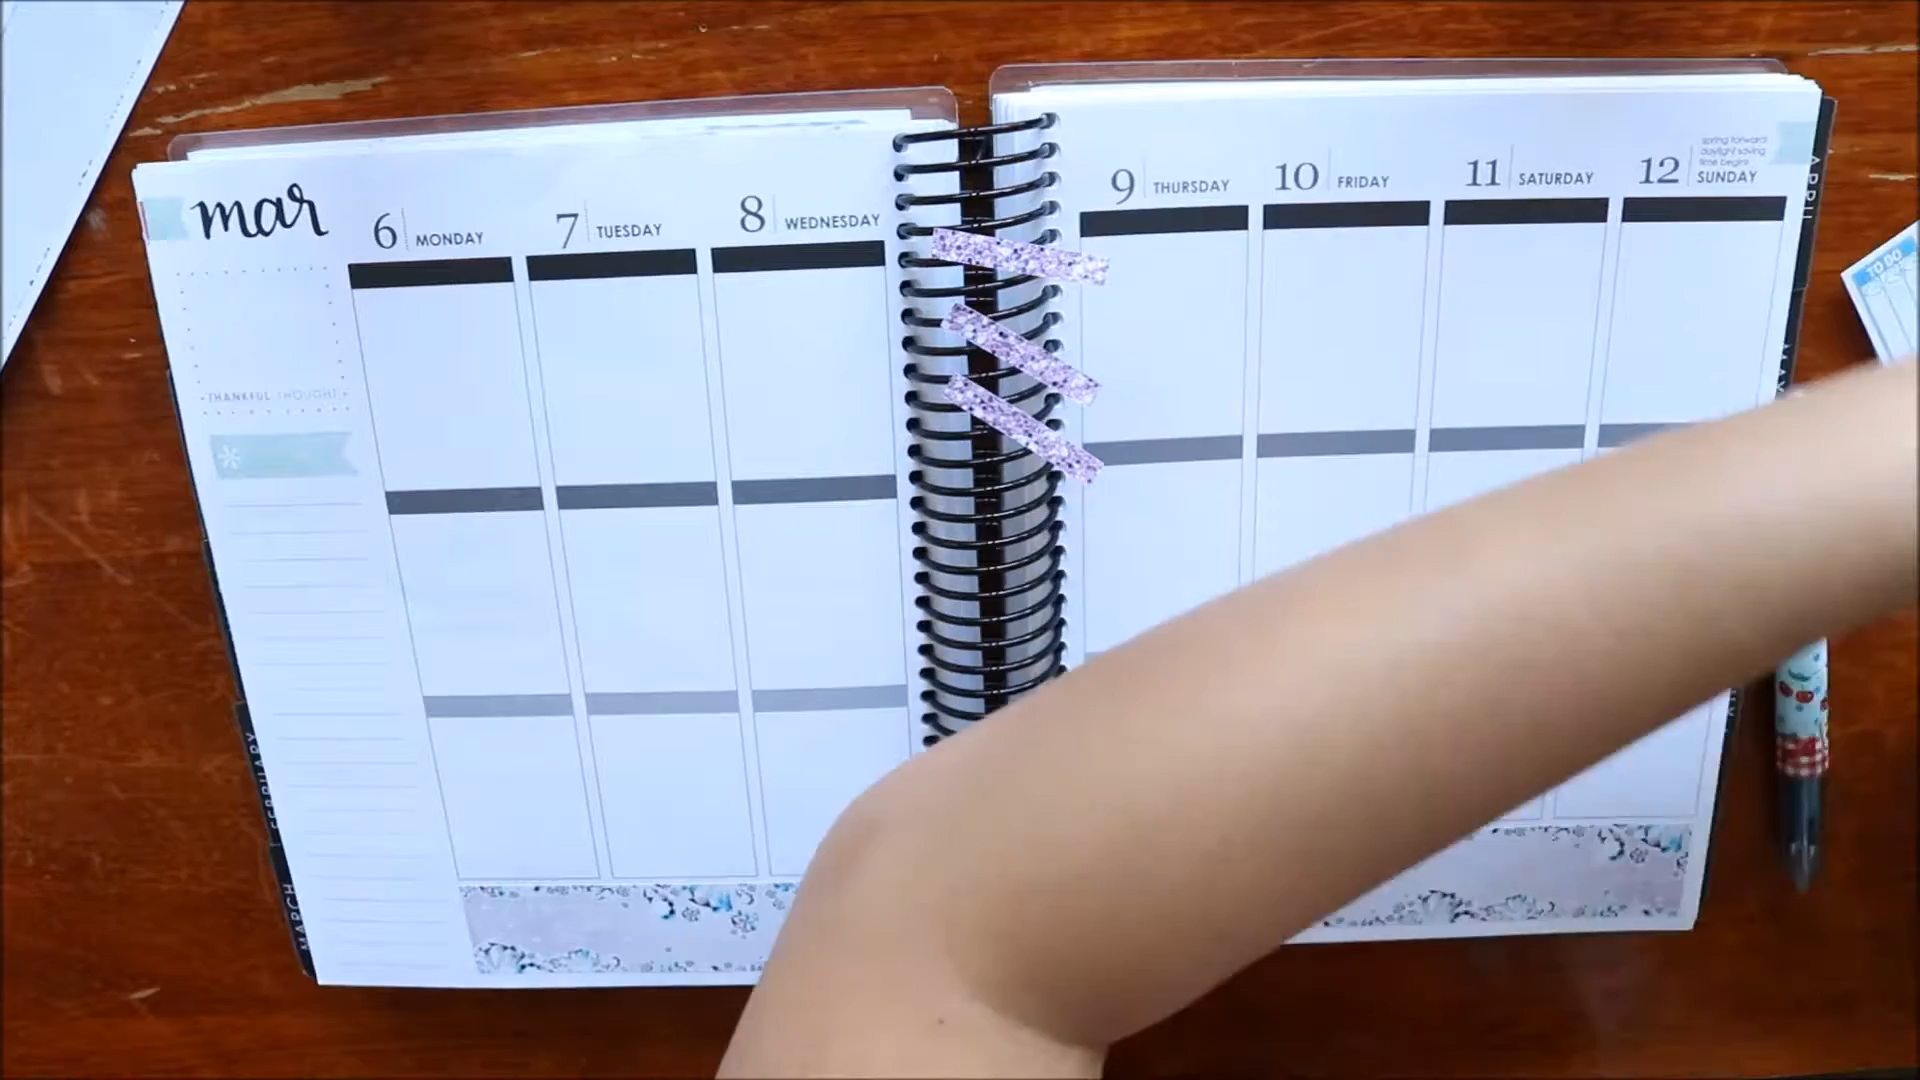 mar
6 MONDAY
7 TUESDAY
8 WEDNESDAY
THANKFUL THOUGHT
9 THURSDAY
10 FRIDAY
11 SATURDAY
spring forward
daylight saving
time begins
12 SUNDAY
FEBRUARY
MARCH
APRIL
TO DO